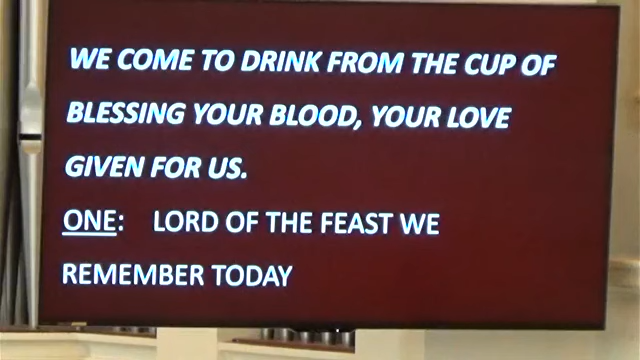 WE COME TO DRINK FROM THE CUP OF
BLESSING YOUR BLOOD, YOUR LOVE
GIVEN FOR US.
ONE: LORD OF THE FEAST WE
REMEMBER TODAY